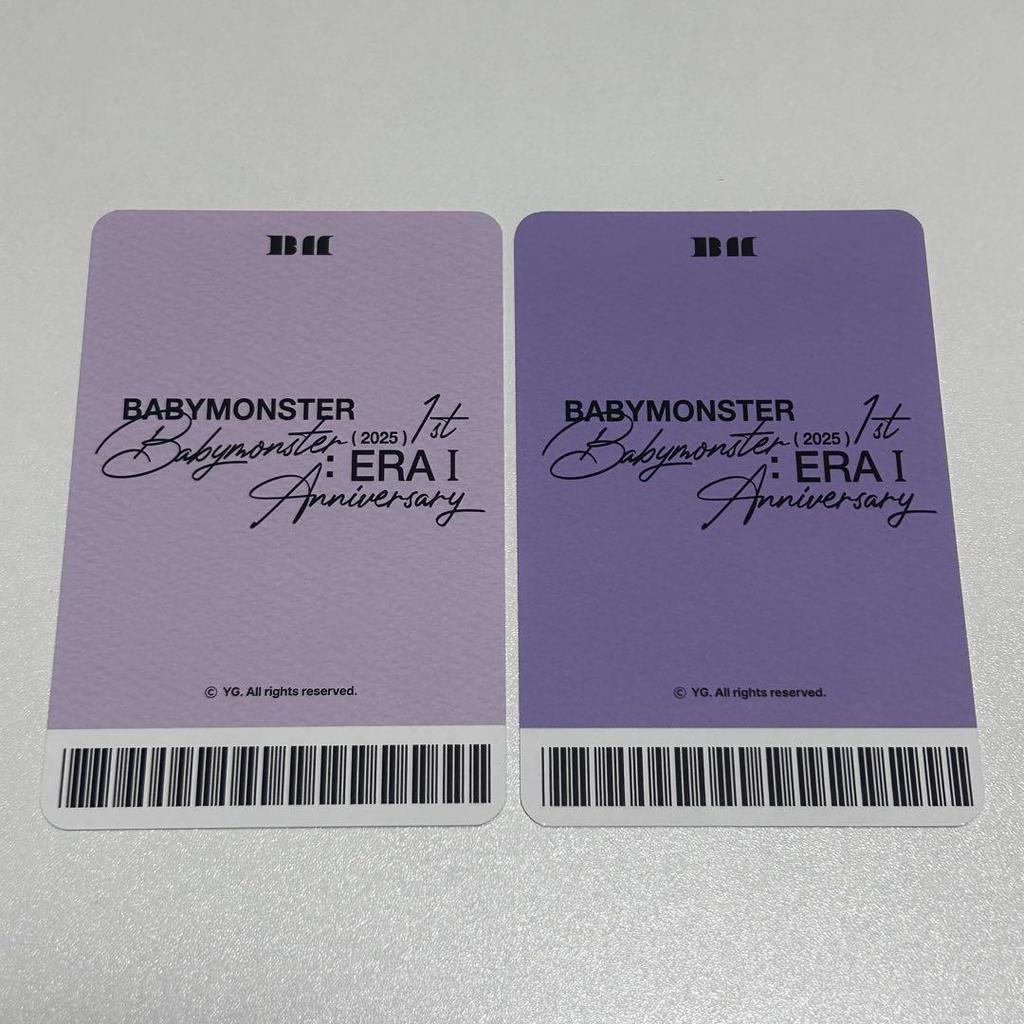 BM
BABYMONSTER 1st
Babymonster (2025)
: ERA I
Anniversary
© YG. All rights reserved.
BM
BABYMONSTER 1st
Babymonster (2025)
: ERA I
Anniversary
© YG. All rights reserved.